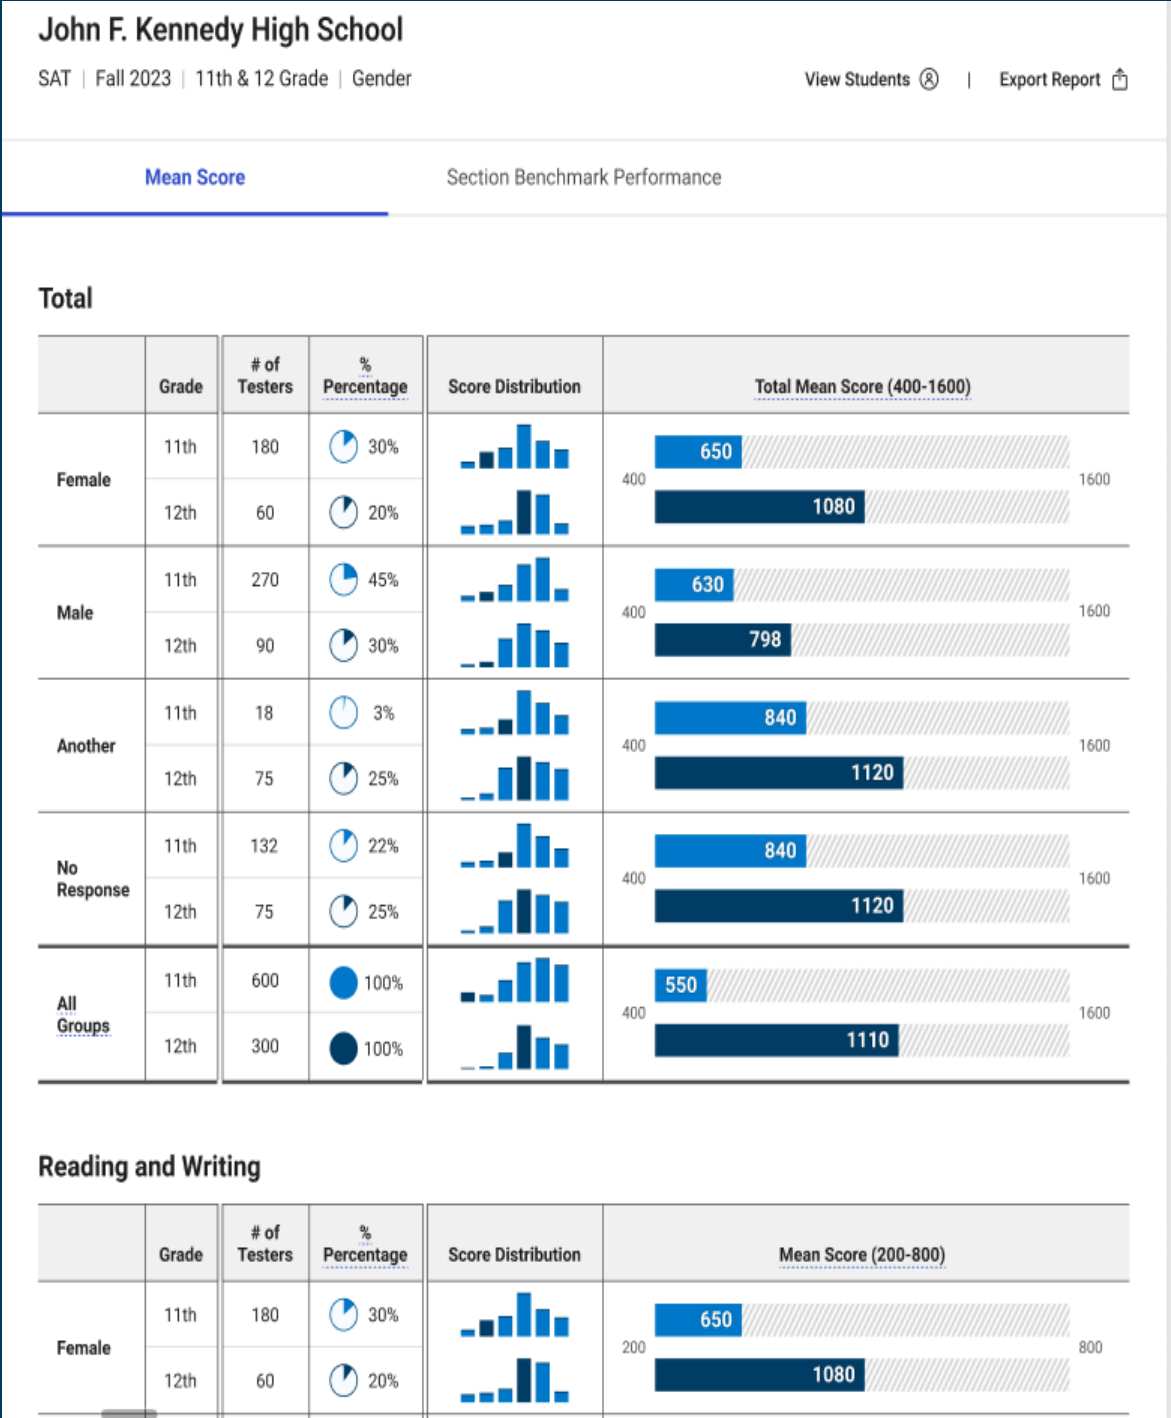 John F. Kennedy High School
SAT | Fall 2023 | 11th & 12 Grade | Gender
View Students | Export Report
Mean Score
Section Benchmark Performance
Total
Grade
# of
Testers
%
Percentage
Score Distribution
Total Mean Score (400-1600)
Female
11th 180 30%
12th 60 20%
400
650
1080
1600
Male
11th 270 45%
12th 90 30%
400
630
798
1600
Another
11th 18 3%
12th 75 25%
400
840
1120
1600
No
Response
11th 132 22%
12th 75 25%
400
840
1120
1600
All
Groups
11th 600 100%
12th 300 100%
400
550
1110
1600
Reading and Writing
Grade
# of
Testers
%
Percentage
Score Distribution
Mean Score (200-800)
Female
11th 180 30%
12th 60 20%
200
650
1080
800